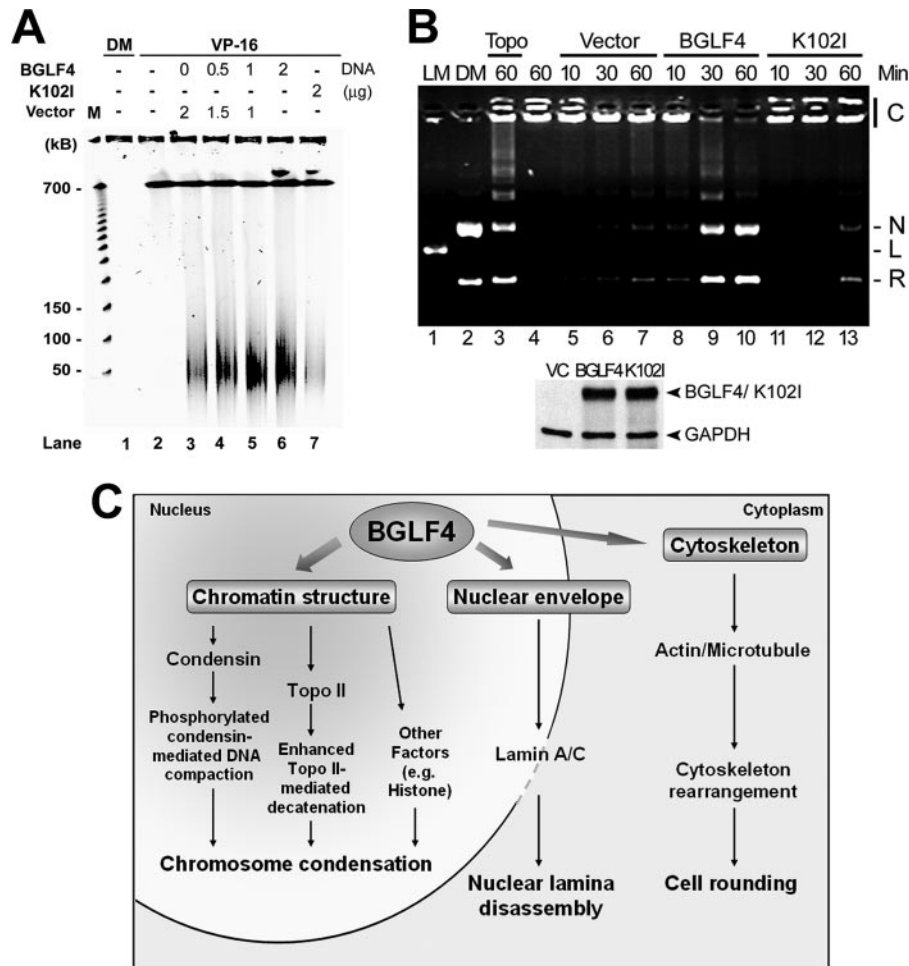 A
DM VP-16
BGLF4 - - 0 0.5 1 2 - DNA
K102I - - - - - - 2 (μg)
Vector M - - 2 1.5 1 - -
(kB)
700 -
150 -
100 -
50 -
Lane 1 2 3 4 5 6 7
B
Topo Vector BGLF4 K102I
LM DM 60 60 10 30 60 10 30 60 10 30 60 Min
C
- N
- L
- R
1 2 3 4 5 6 7 8 9 10 11 12 13
VC BGLF4 K102I
BGLF4/ K102I
GAPDH
C
Nucleus
Cytoplasm
BGLF4
Chromatin structure
Condensin
Phosphorylated
condensin-
mediated DNA
compaction
Topo II
Enhanced
Topo II-
mediated
decatenation
Other
Factors
(e.g.
Histone)
Chromosome condensation
Nuclear envelope
Lamin A/C
Nuclear lamina
disassembly
Cytoskeleton
Actin/Microtubule
Cytoskeleton
rearrangement
Cell rounding